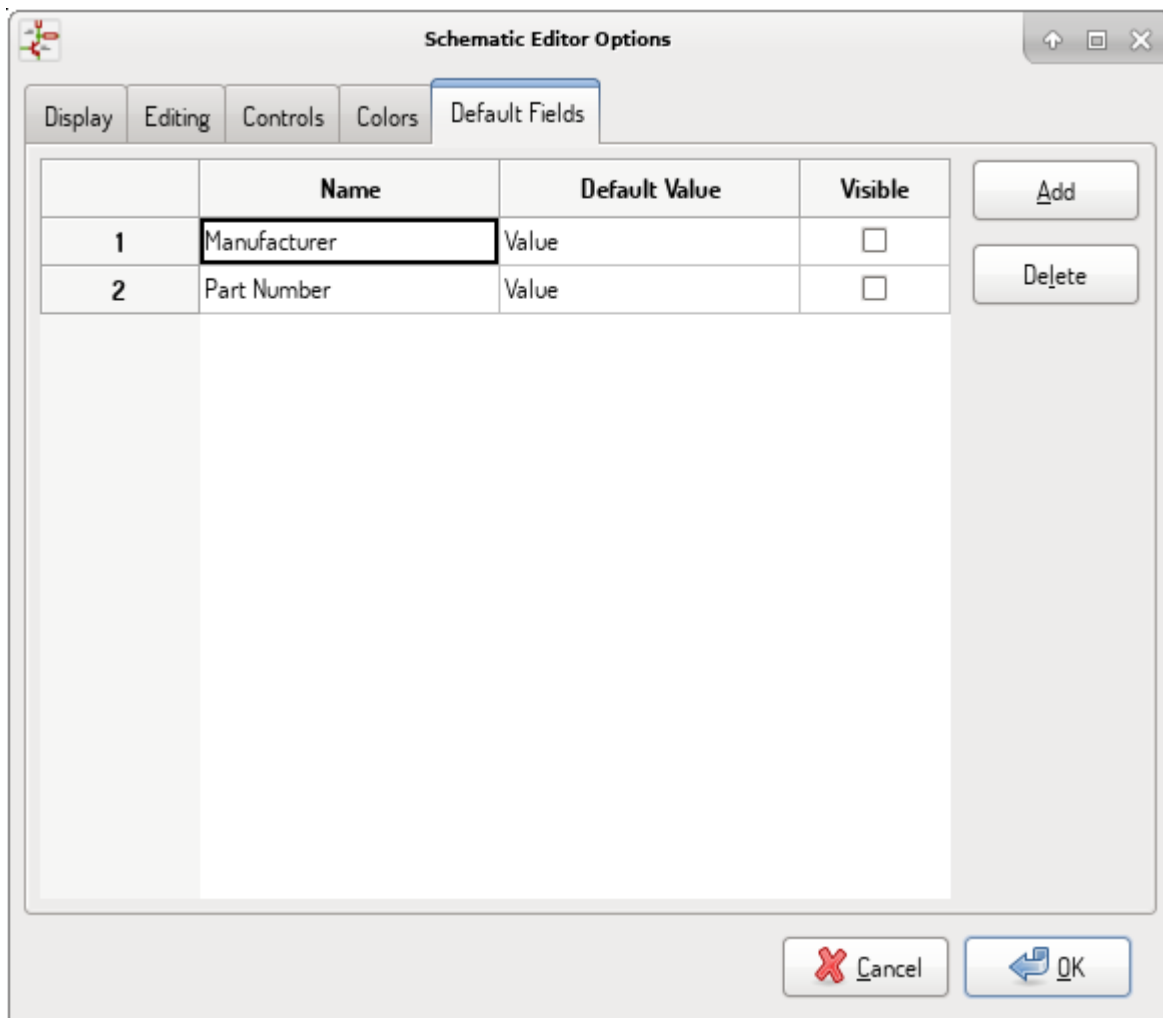 Schematic Editor Options
Display Editing Controls Colors Default Fields
Name Default Value Visible Add
1 Manufacturer Value
Delete
2 Part Number Value
Cancel OK